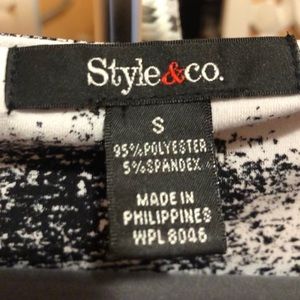 Style&co.
S
95%POLYESTER
5%SPANDEX
MADE IN
PHILIPPINES
WPL 8046